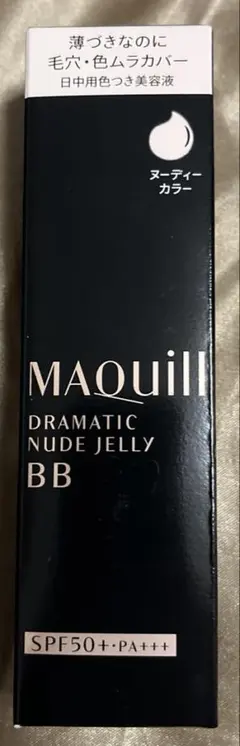 薄づきなのに
毛穴・色ムラカバー
日中用色つき美容液
ヌーディー
カラー
MAQuill
DRAMATIC
NUDE JELLY
BB
SPF50+・PA+++